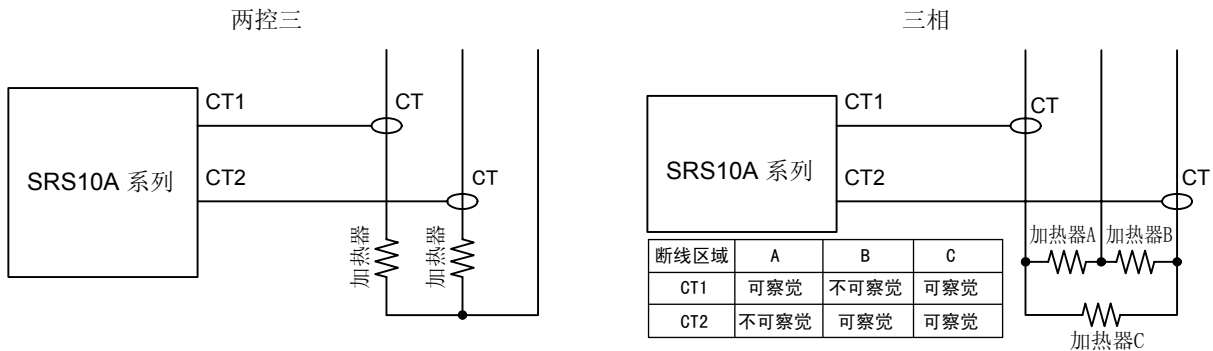 两控三
CT1
CT
SRS10A 系列
CT2
CT
加热器
加热器
三相
CT1
CT
SRS10A 系列
CT2
CT
加热器A 加热器B
加热器C
断线区域 A B C
CT1 可察觉 不可察觉 可察觉
CT2 不可察觉 可察觉 可察觉